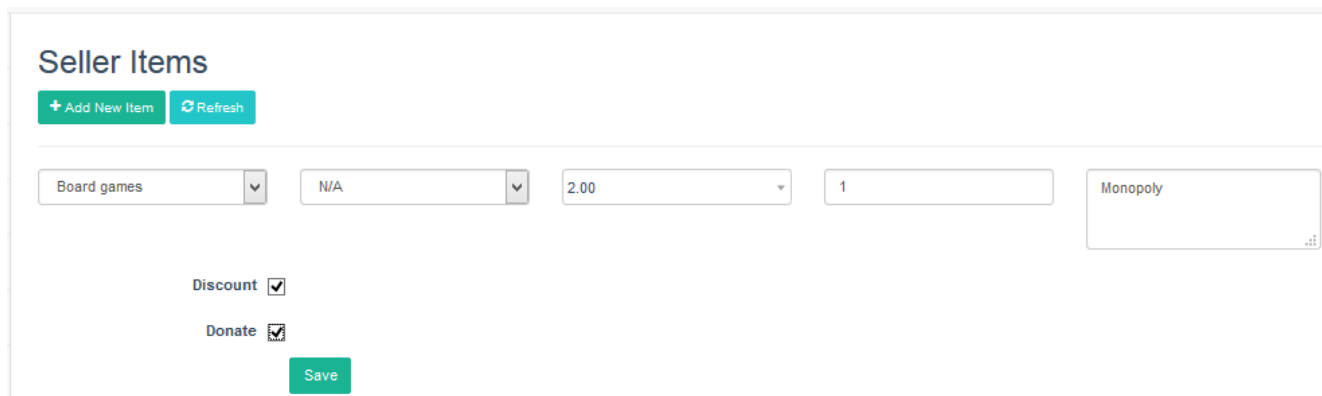 Seller Items
Add New Item Refresh
Board games N/A 2.00 1 Monopoly
Discount
Donate
Save